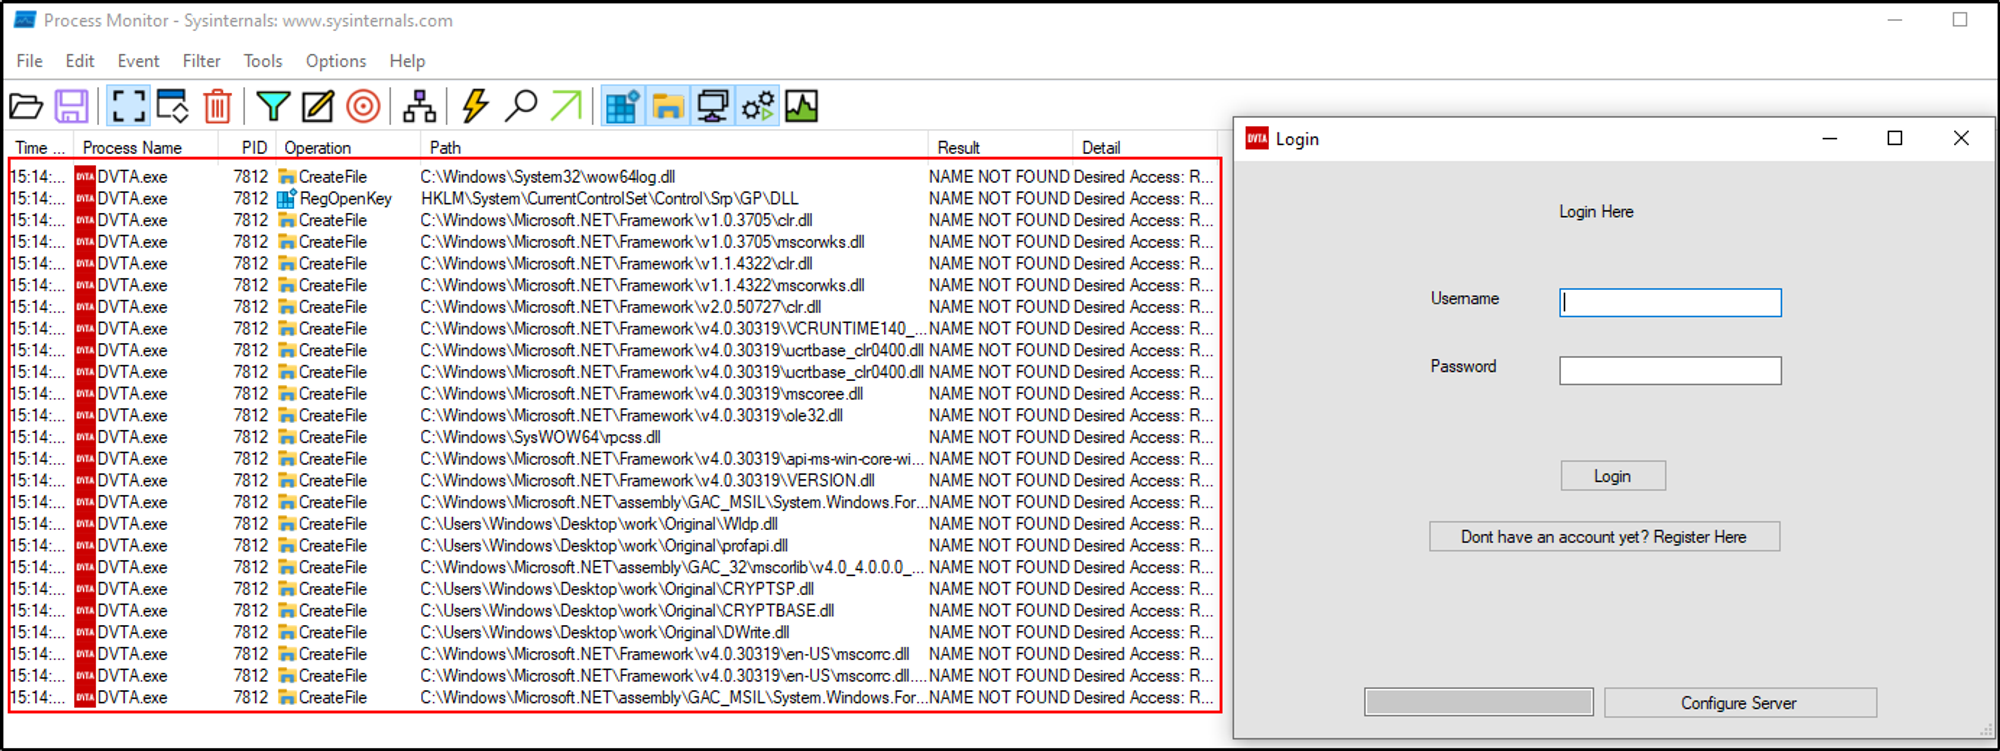 Process Monitor - Sysinternals: www.sysinternals.com
File Edit Event Filter Tools Options Help
Time ... Process Name PID Operation Path Result Detail
15:14:... DVTA.exe 7812 CreateFile C:\Windows\System32\wow64log.dll NAME NOT FOUND Desired Access: R...
15:14:... DVTA.exe 7812 RegOpenKey HKLM\System\CurrentControlSet\Control\Srp\GP\DLL NAME NOT FOUND Desired Access: R...
15:14:... DVTA.exe 7812 CreateFile C:\Windows\Microsoft.NET\Framework\v1.0.3705\clr.dll NAME NOT FOUND Desired Access: R...
15:14:... DVTA.exe 7812 CreateFile C:\Windows\Microsoft.NET\Framework\v1.0.3705\mscorwks.dll NAME NOT FOUND Desired Access: R...
15:14:... DVTA.exe 7812 CreateFile C:\Windows\Microsoft.NET\Framework\v1.1.4322\clr.dll NAME NOT FOUND Desired Access: R...
15:14:... DVTA.exe 7812 CreateFile C:\Windows\Microsoft.NET\Framework\v1.1.4322\mscorwks.dll NAME NOT FOUND Desired Access: R...
15:14:... DVTA.exe 7812 CreateFile C:\Windows\Microsoft.NET\Framework\v2.0.50727\clr.dll NAME NOT FOUND Desired Access: R...
15:14:... DVTA.exe 7812 CreateFile C:\Windows\Microsoft.NET\Framework\v4.0.30319\VCRUNTIME140_... NAME NOT FOUND Desired Access: R...
15:14:... DVTA.exe 7812 CreateFile C:\Windows\Microsoft.NET\Framework\v4.0.30319\ucrtbase_clr0400.dll NAME NOT FOUND Desired Access: R...
15:14:... DVTA.exe 7812 CreateFile C:\Windows\Microsoft.NET\Framework\v4.0.30319\ucrtbase_clr0400.dll NAME NOT FOUND Desired Access: R...
15:14:... DVTA.exe 7812 CreateFile C:\Windows\Microsoft.NET\Framework\v4.0.30319\mscoree.dll NAME NOT FOUND Desired Access: R...
15:14:... DVTA.exe 7812 CreateFile C:\Windows\Microsoft.NET\Framework\v4.0.30319\ole32.dll NAME NOT FOUND Desired Access: R...
15:14:... DVTA.exe 7812 CreateFile C:\Windows\SysWOW64\rpcss.dll NAME NOT FOUND Desired Access: R...
15:14:... DVTA.exe 7812 CreateFile C:\Windows\Microsoft.NET\Framework\v4.0.30319\api-ms-win-core-wi... NAME NOT FOUND Desired Access: R...
15:14:... DVTA.exe 7812 CreateFile C:\Windows\Microsoft.NET\Framework\v4.0.30319\VERSION.dll NAME NOT FOUND Desired Access: R...
15:14:... DVTA.exe 7812 CreateFile C:\Windows\Microsoft.NET\assembly\GAC_MSIL\System.Windows.For... NAME NOT FOUND Desired Access: R...
15:14:... DVTA.exe 7812 CreateFile C:\Users\Windows\Desktop\work\Original\Wldp.dll NAME NOT FOUND Desired Access: R...
15:14:... DVTA.exe 7812 CreateFile C:\Users\Windows\Desktop\work\Original\profapi.dll NAME NOT FOUND Desired Access: R...
15:14:... DVTA.exe 7812 CreateFile C:\Windows\Microsoft.NET\assembly\GAC_32\mscorlib\v4.0_4.0.0.0_... NAME NOT FOUND Desired Access: R...
15:14:... DVTA.exe 7812 CreateFile C:\Users\Windows\Desktop\work\Original\CRYPTSP.dll NAME NOT FOUND Desired Access: R...
15:14:... DVTA.exe 7812 CreateFile C:\Users\Windows\Desktop\work\Original\CRYPTBASE.dll NAME NOT FOUND Desired Access: R...
15:14:... DVTA.exe 7812 CreateFile C:\Users\Windows\Desktop\work\Original\DWrite.dll NAME NOT FOUND Desired Access: R...
15:14:... DVTA.exe 7812 CreateFile C:\Windows\Microsoft.NET\Framework\v4.0.30319\en-US\mscorrc.dll NAME NOT FOUND Desired Access: R...
15:14:... DVTA.exe 7812 CreateFile C:\Windows\Microsoft.NET\Framework\v4.0.30319\en-US\mscorrc.dll.... NAME NOT FOUND Desired Access: R...
15:14:... DVTA.exe 7812 CreateFile C:\Windows\Microsoft.NET\assembly\GAC_MSIL\System.Windows.For... NAME NOT FOUND Desired Access: R...
DVTA Login
Login Here
Username
Password
Login
Dont have an account yet? Register Here
Configure Server